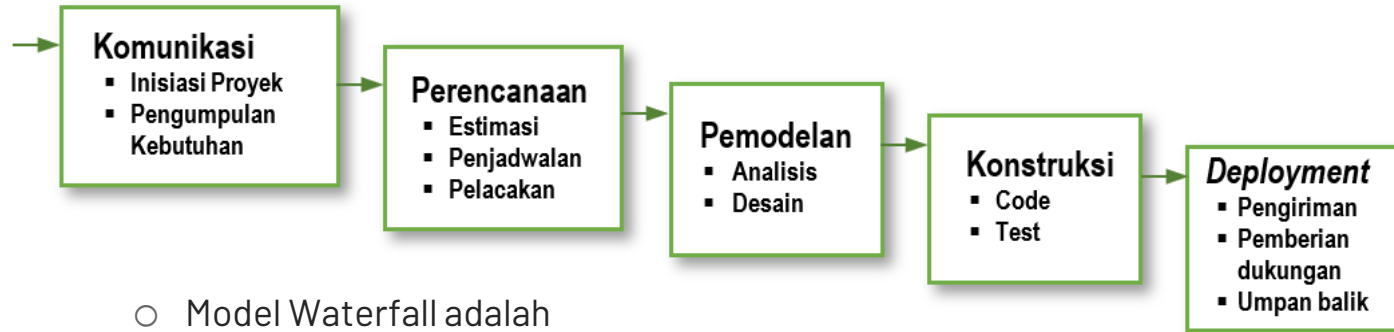 Komunikasi
▪ Inisiasi Proyek
▪ Pengumpulan
Kebutuhan
Perencanaan
▪ Estimasi
▪ Penjadwalan
▪ Pelacakan
Pemodelan
▪ Analisis
▪ Desain
Konstruksi
▪ Code
▪ Test
Deployment
▪ Pengiriman
▪ Pemberian
dukungan
▪ Umpan balik
○ Model Waterfall adalah